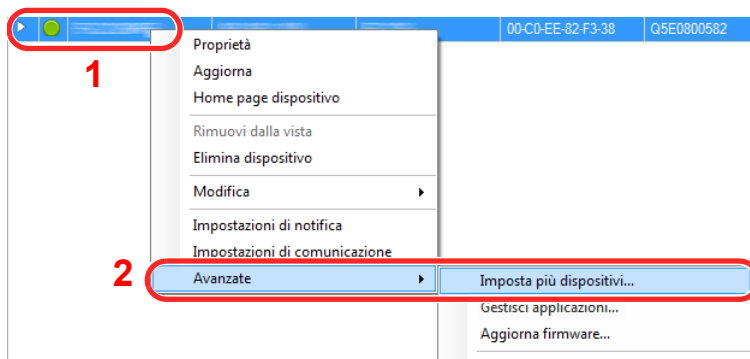 00-C0-EE-82-F3-38 Q5E0800582
1
Proprietà
Aggiorna
Home page dispositivo
Rimuovi dalla vista
Elimina dispositivo
Modifica
Impostazioni di notifica
Impostazioni di comunicazione
2
Avanzate
Imposta più dispositivi...
Gestisci applicazioni...
Aggiorna firmware...